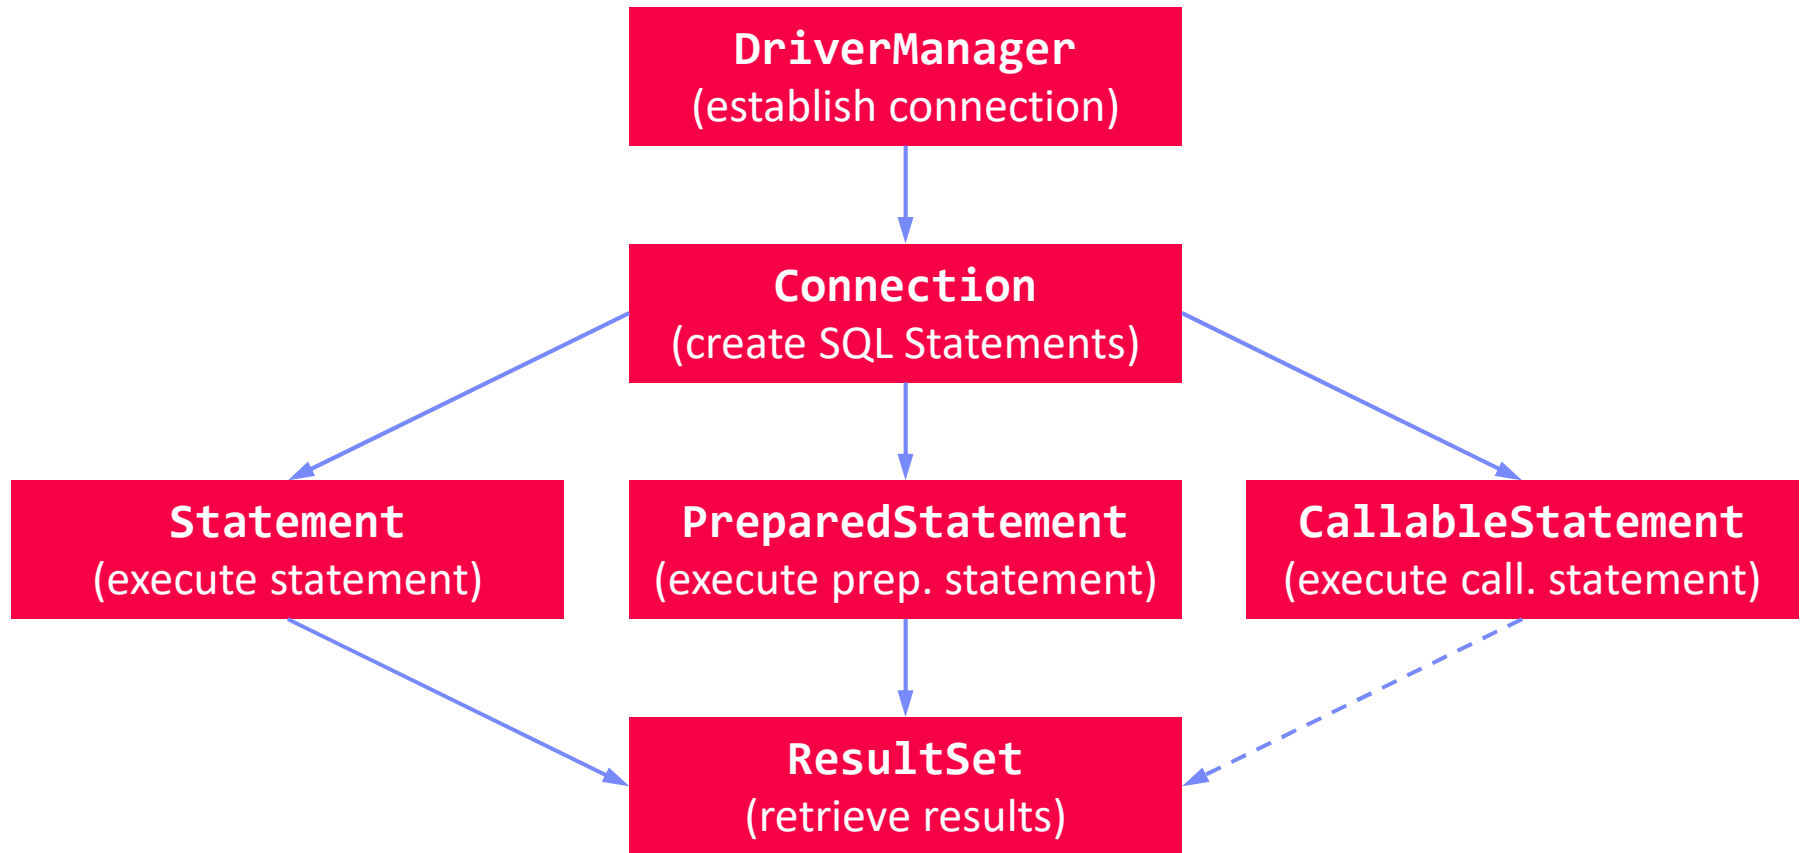 DriverManager
(establish connection)
Connection
(create SQL Statements)
Statement
(execute statement)
PreparedStatement
(execute prep. statement)
CallableStatement
(execute call. statement)
ResultSet
(retrieve results)